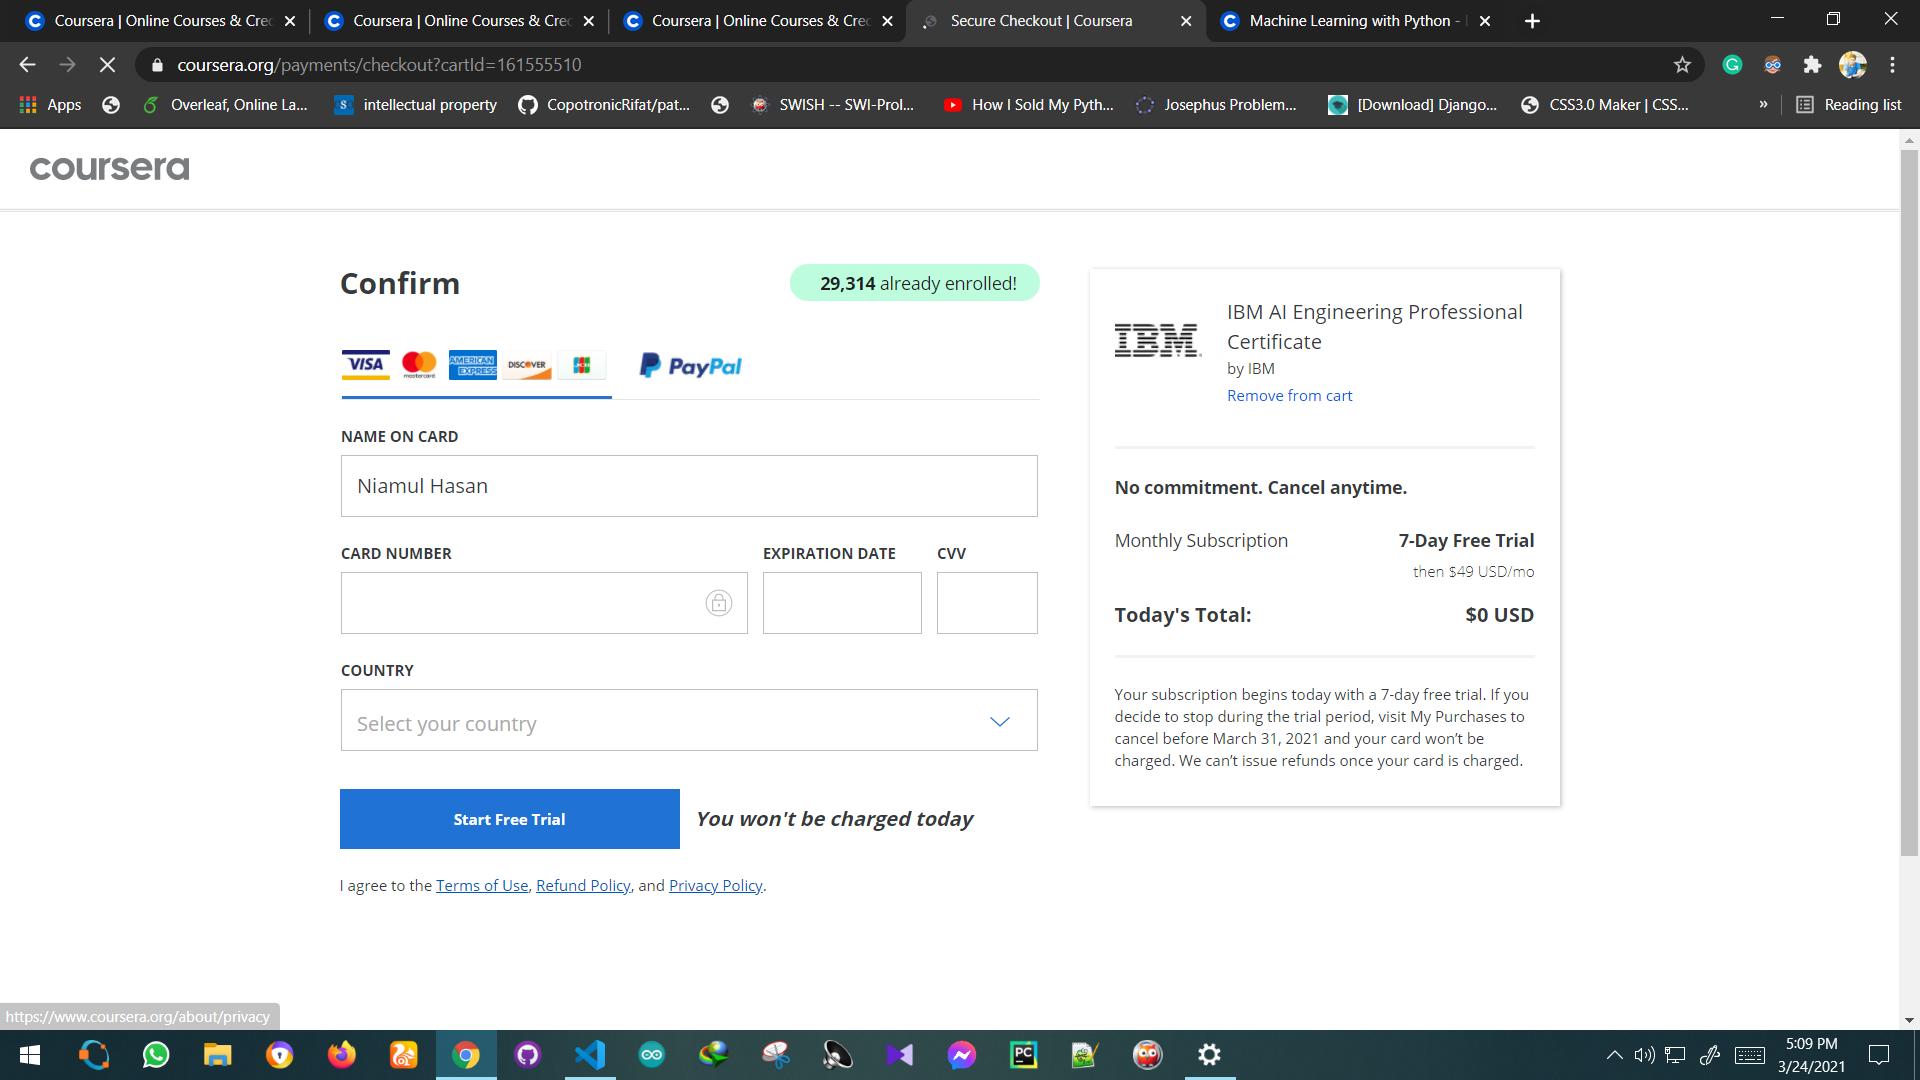 Coursera | Online Courses & Crec
Coursera | Online Courses & Crec
Coursera | Online Courses & Crec
Secure Checkout | Coursera
Machine Learning with Python -
coursera.org/payments/checkout?cartId=161555510
Apps
Overleaf, Online La...
intellectual property
CopotronicRifat/pat...
SWISH -- SWI-Prol...
How I Sold My Pyth...
Josephus Problem...
[Download] Django...
CSS3.0 Maker | CSS...
»
Reading list
coursera
Confirm
29,314 already enrolled!
VISA
mastercard
AMERICAN EXPRESS
DISCOVER
PayPal
NAME ON CARD
Niamul Hasan
CARD NUMBER
EXPIRATION DATE
CVV
COUNTRY
Select your country
Start Free Trial
You won't be charged today
I agree to the Terms of Use, Refund Policy, and Privacy Policy.
IBM
IBM AI Engineering Professional
Certificate
by IBM
Remove from cart
No commitment. Cancel anytime.
Monthly Subscription
7-Day Free Trial
then $49 USD/mo
Today's Total:
$0 USD
Your subscription begins today with a 7-day free trial. If you
decide to stop during the trial period, visit My Purchases to
cancel before March 31, 2021 and your card won’t be
charged. We can’t issue refunds once your card is charged.
https://www.coursera.org/about/privacy
PC
5:09 PM
3/24/2021